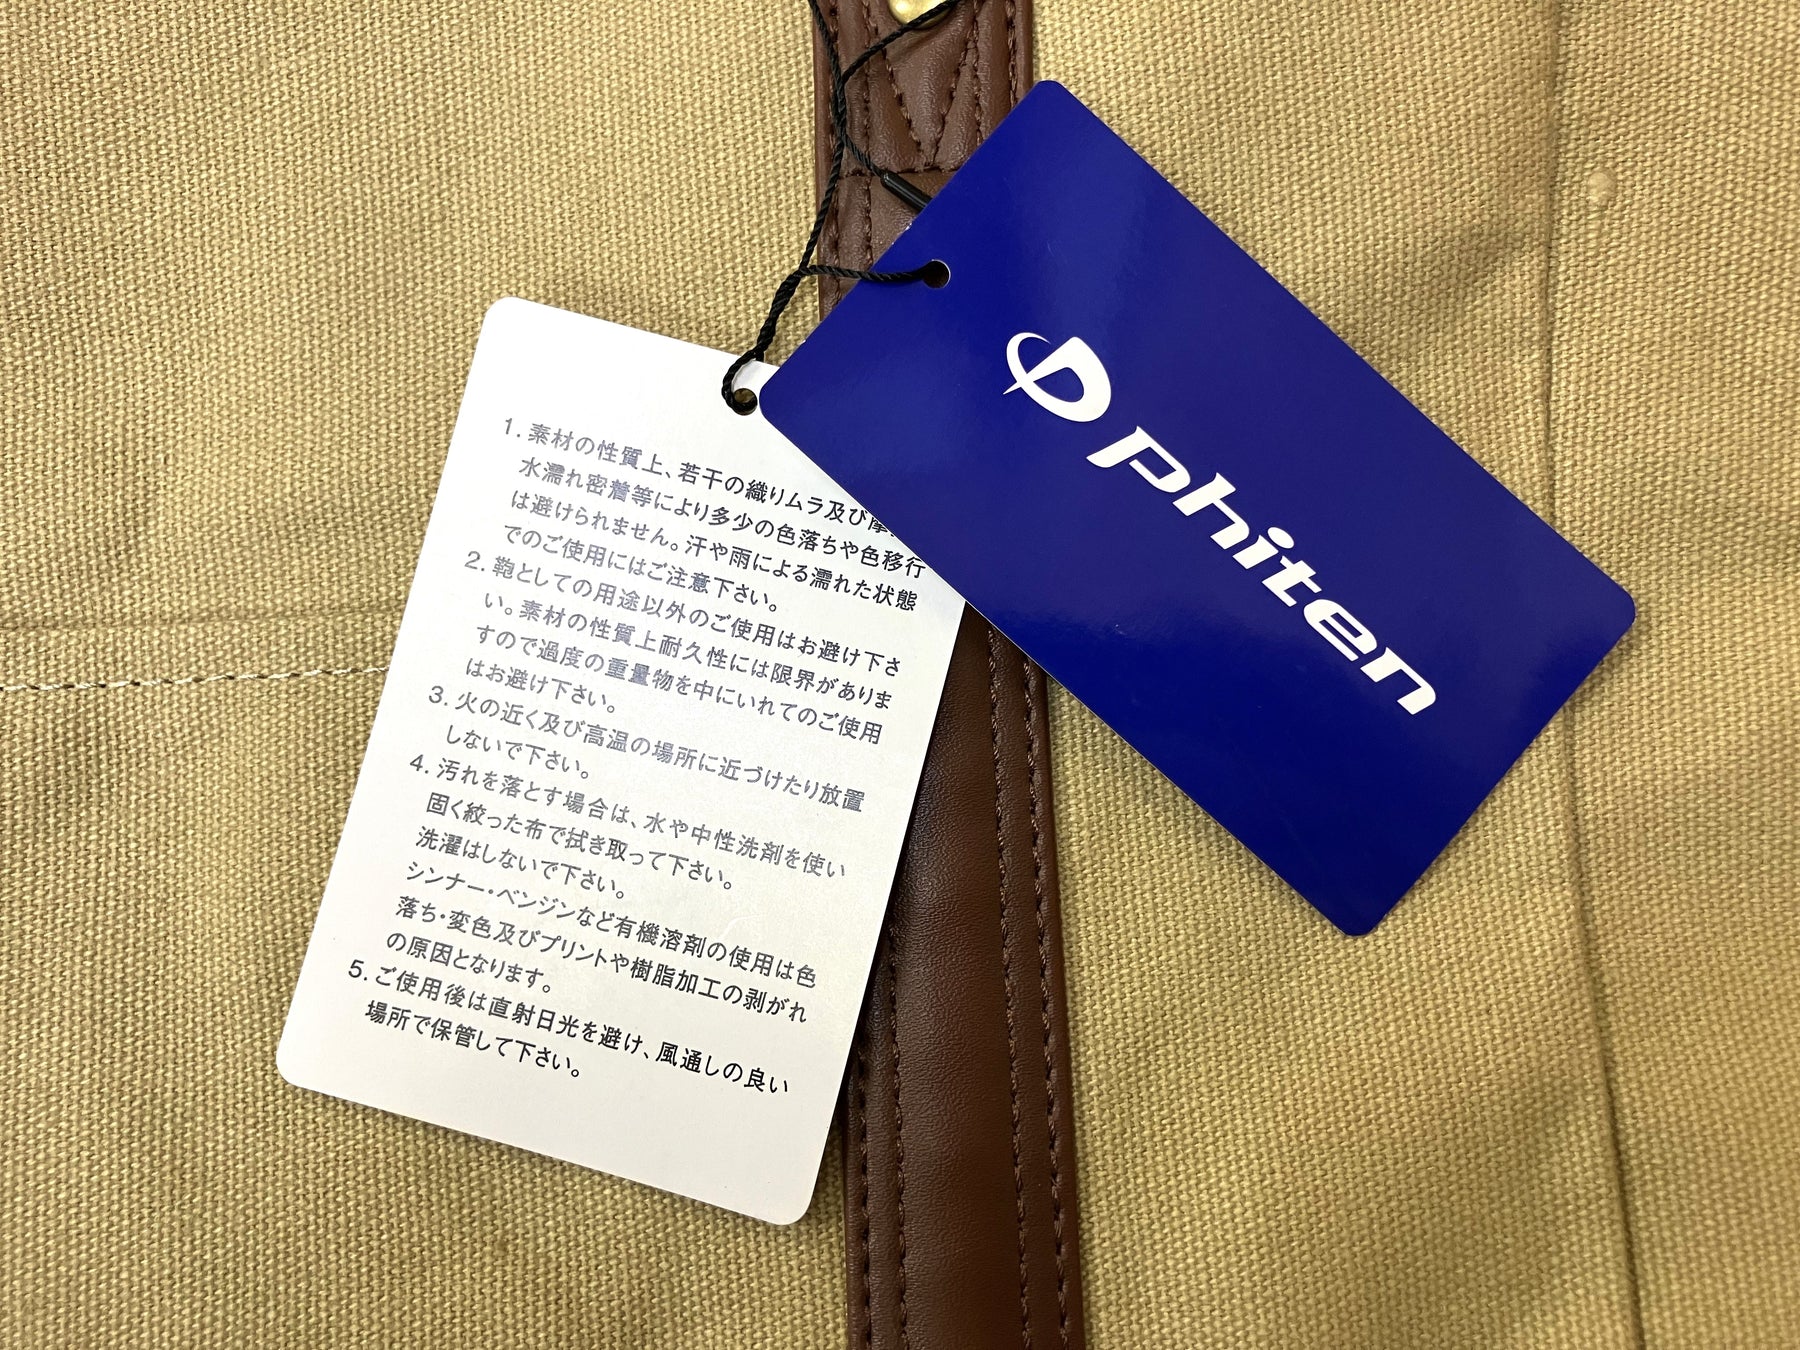 1. 素材の性質上、若干の織りムラ及び摩
水濡れ密着等により多少の色落ちや色移行
は避けられません。汗や雨による濡れた状態
でのご使用にはご注意下さい。
2. 鞄としての用途以外のご使用はお避け下さ
い。素材の性質上耐久性には限界がありま
すので過度の重量物を中にいれてのご使用
はお避け下さい。
3. 火の近く及び高温の場所に近づけたり放置
しないで下さい。
4. 汚れを落とす場合は、水や中性洗剤を使い
固く絞った布で拭き取って下さい。
洗濯はしないで下さい。
シンナー・ベンジンなど有機溶剤の使用は色
落ち・変色及びプリントや樹脂加工の剥がれ
の原因となります。
5. ご使用後は直射日光を避け、風通しの良い
場所で保管して下さい。
phiten